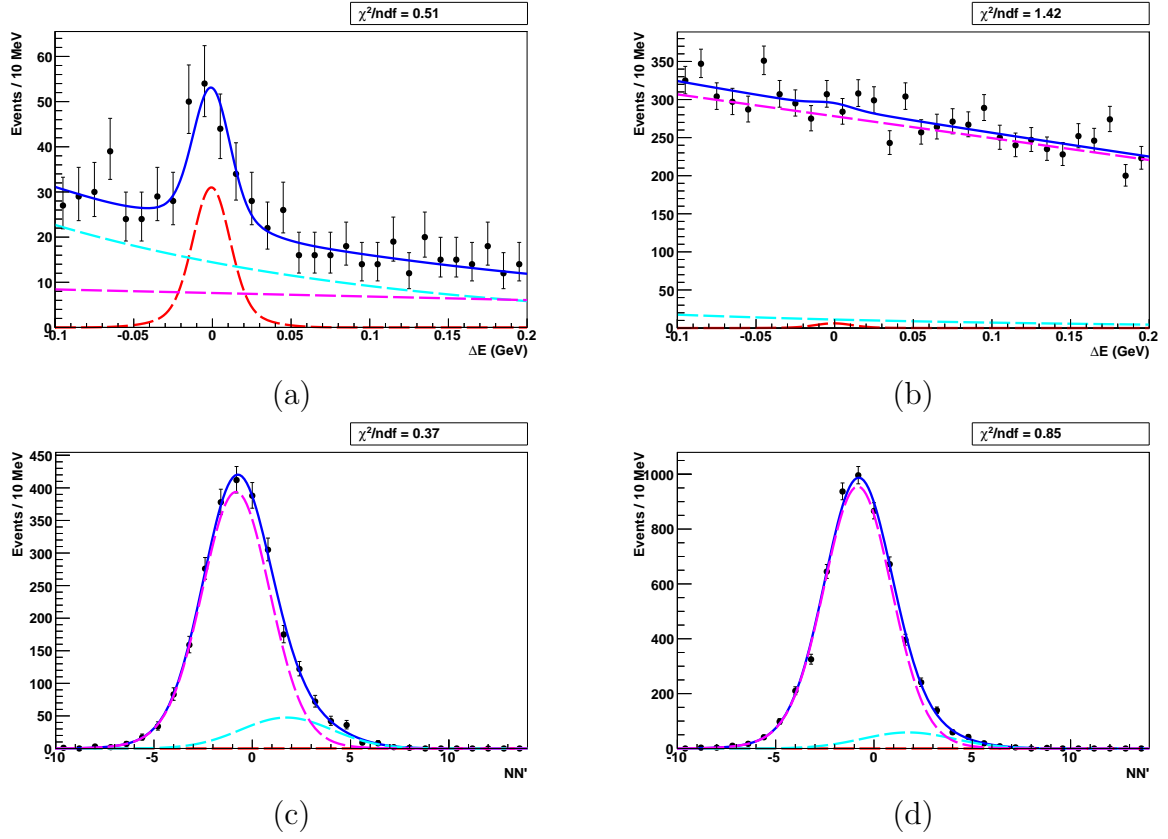 χ²/ndf = 0.51
Events / 10 MeV
60
50
40
30
20
10
0
-0.1 -0.05 0 0.05 0.1 0.15 0.2
ΔE (GeV)
(a)
χ²/ndf = 1.42
Events / 10 MeV
350
300
250
200
150
100
50
0
-0.1 -0.05 0 0.05 0.1 0.15 0.2
ΔE (GeV)
(b)
χ²/ndf = 0.37
Events / 10 MeV
450
400
350
300
250
200
150
100
50
0
-10 -5 0 5 10
NN'
(c)
χ²/ndf = 0.85
Events / 10 MeV
1000
800
600
400
200
0
-10 -5 0 5 10
NN'
(d)